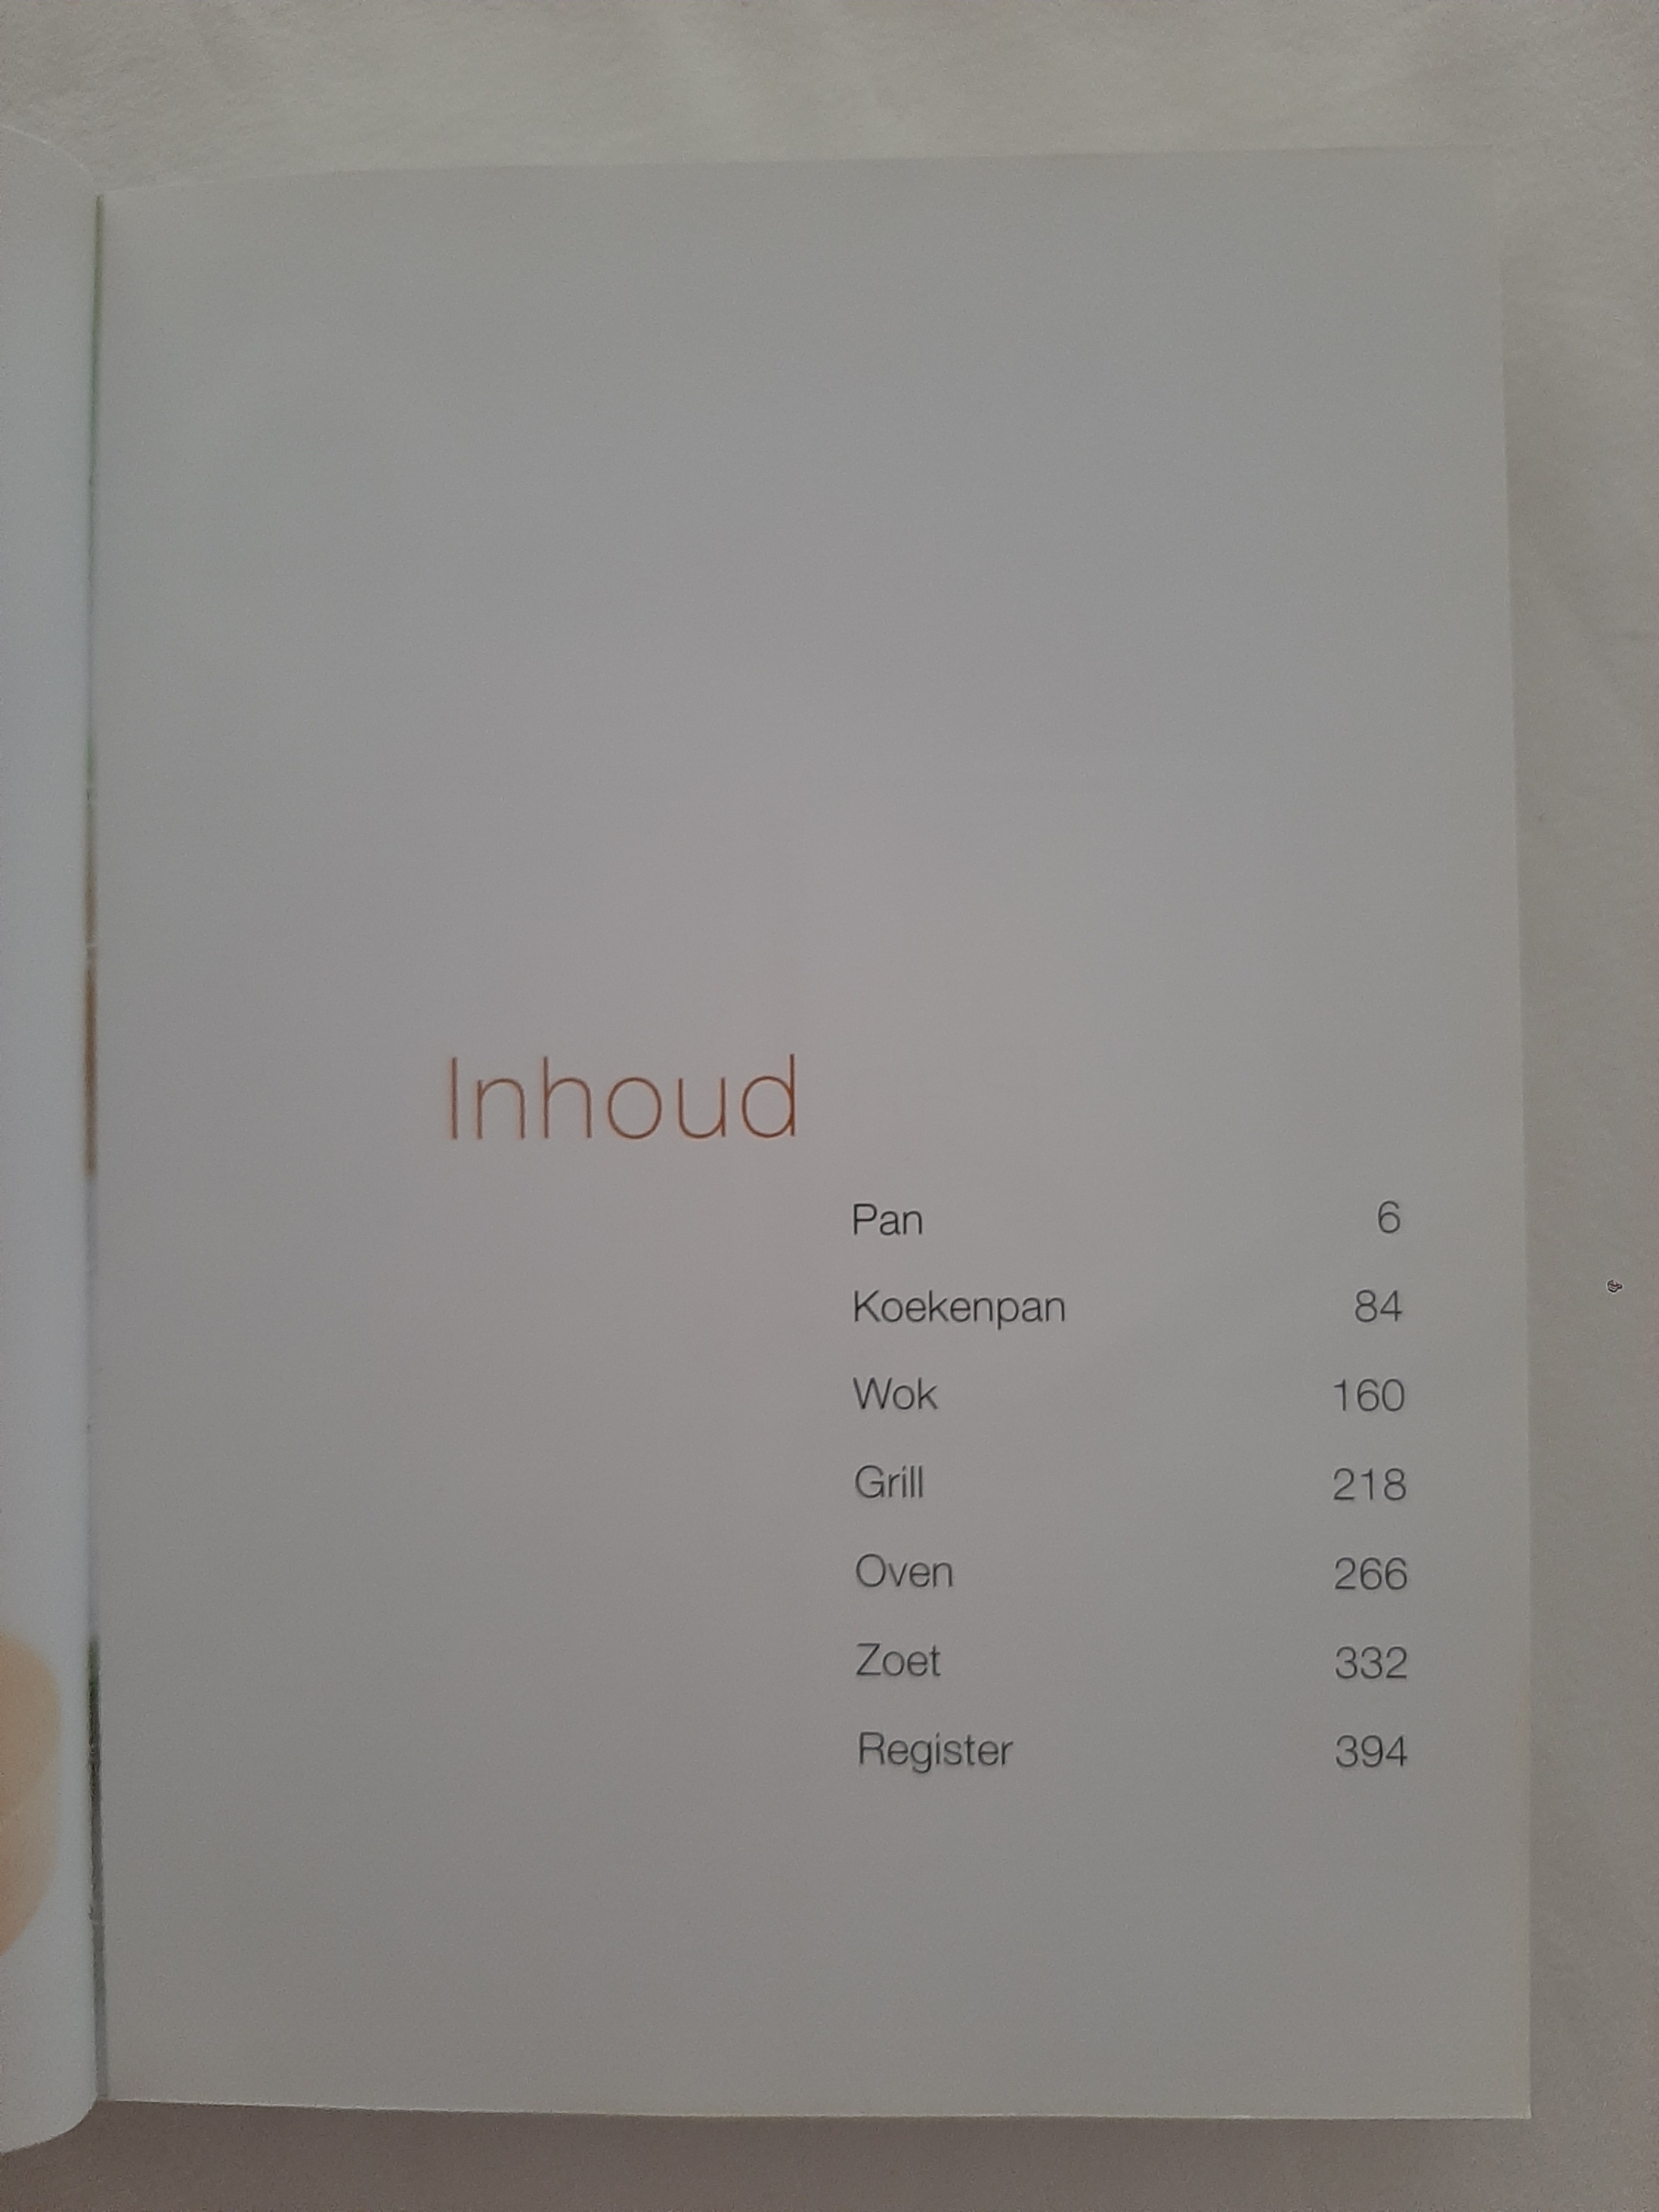 Inhoud
Pan 6
Koekenpan 84
Wok 160
Grill 218
Oven 266
Zoet 332
Register 394